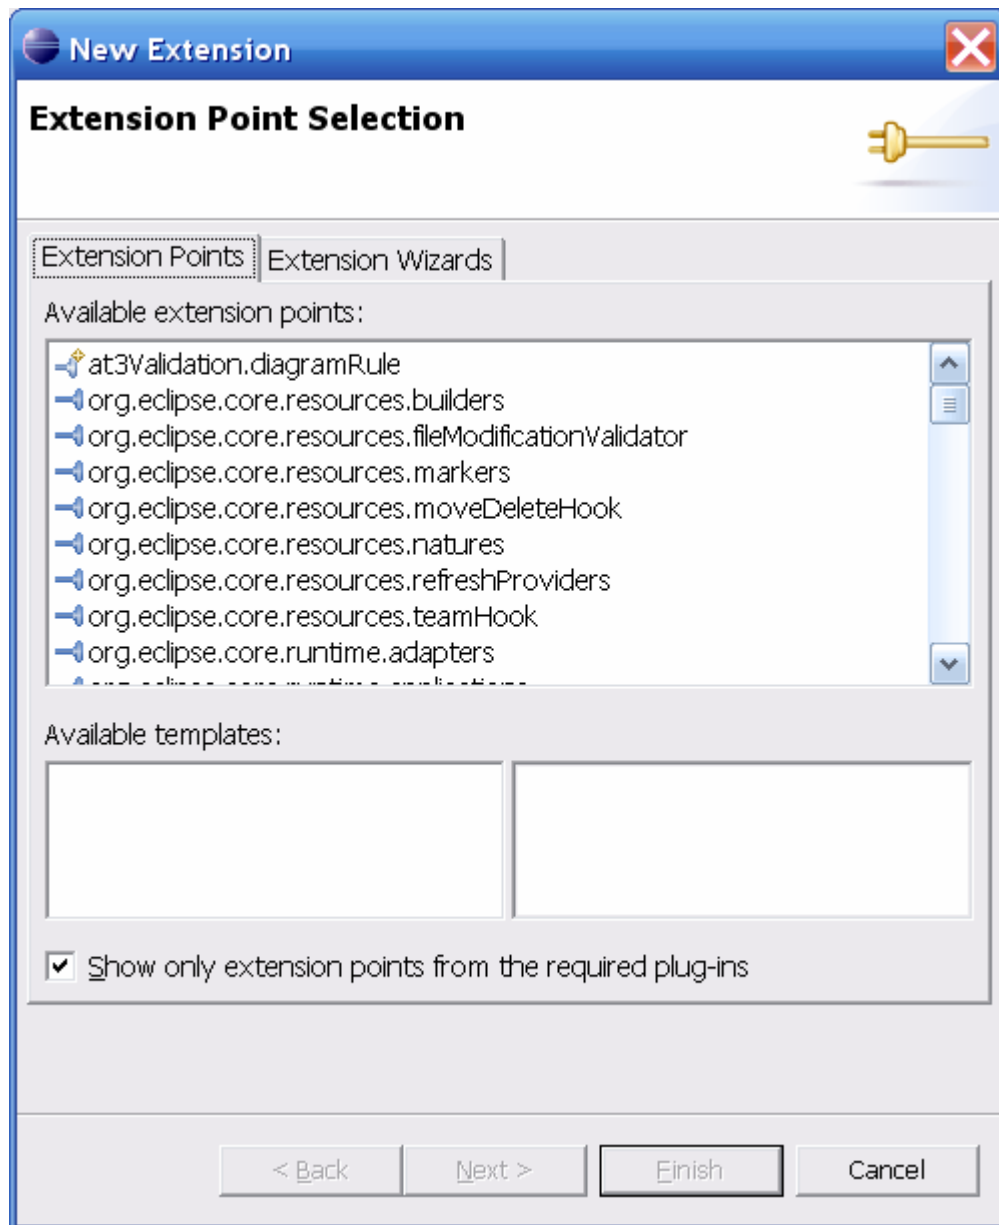 New Extension
Extension Point Selection
Extension Points
Extension Wizards
Available extension points:
at3Validation.diagramRule
org.eclipse.core.resources.builders
org.eclipse.core.resources.fileModificationValidator
org.eclipse.core.resources.markers
org.eclipse.core.resources.moveDeleteHook
org.eclipse.core.resources.natures
org.eclipse.core.resources.refreshProviders
org.eclipse.core.resources.teamHook
org.eclipse.core.runtime.adapters
Available templates:
Show only extension points from the required plug-ins
< Back
Next >
Finish
Cancel